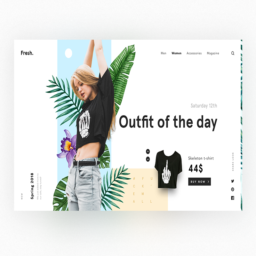 Fresh.
Men Women Accessories Magazine
Saturday 12th
Outfit of the day
Skeleton t-shirt
44$
BUY NOW
Spring 2018